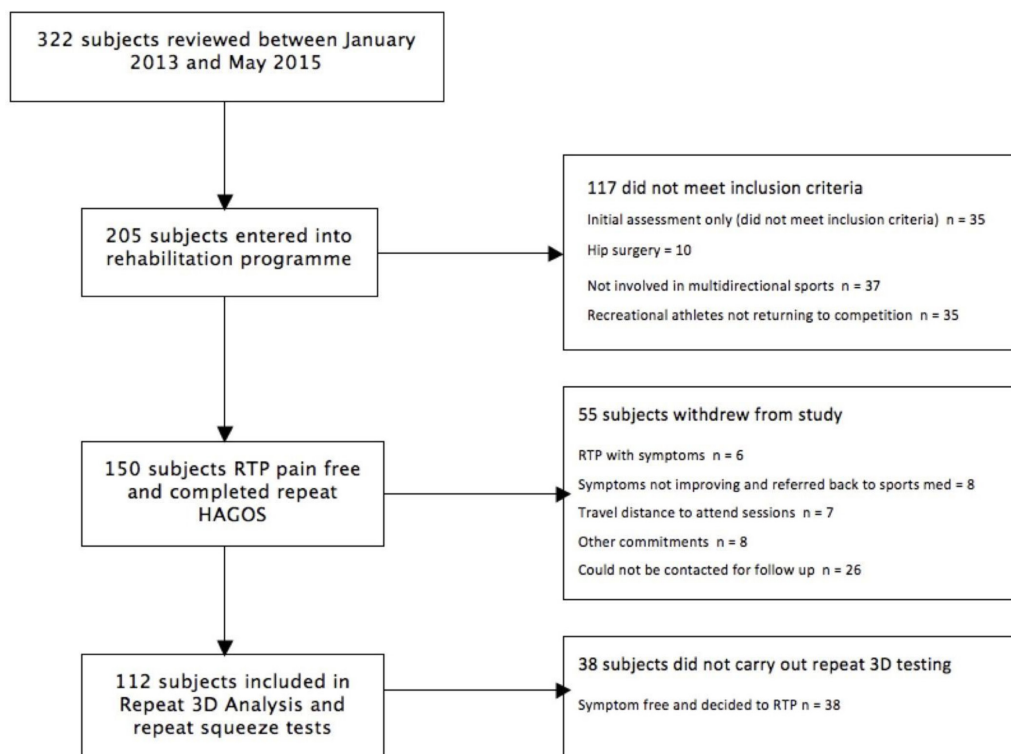 322 subjects reviewed between January
2013 and May 2015
117 did not meet inclusion criteria
Initial assessment only (did not meet inclusion criteria)  n = 35
Hip surgery = 10
Not involved in multidirectional sports  n = 37
Recreational athletes not returning to competition  n = 35
205 subjects entered into
rehabilitation programme
55 subjects withdrew from study
RTP with symptoms  n = 6
Symptoms not improving and referred back to sports med = 8
Travel distance to attend sessions  n = 7
Other commitments  n = 8
Could not be contacted for follow up  n = 26
150 subjects RTP pain free
and completed repeat
HAGOS
38 subjects did not carry out repeat 3D testing
Symptom free and decided to RTP n = 38
112 subjects included in
Repeat 3D Analysis and
repeat squeeze tests